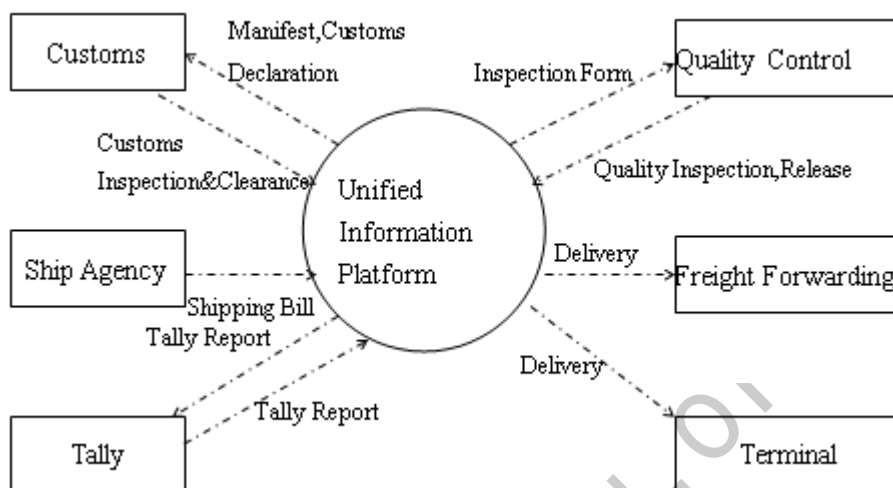 Customs
Manifest,Customs
Declaration
Inspection Form
Quality Control
Customs
Inspection&Clearance
Quality Inspection,Release
Unified
Information
Platform
Ship Agency
Shipping Bill
Delivery
Freight Forwarding
Tally Report
Delivery
Tally Report
Tally
Terminal